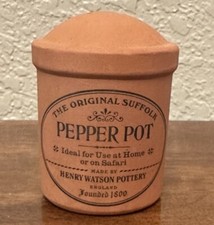 THE ORIGINAL SUFFOLK
PEPPER POT
Ideal for Use at Home
or on Safari
MADE BY
HENRY WATSON POTTERY
ENGLAND
Founded 1800